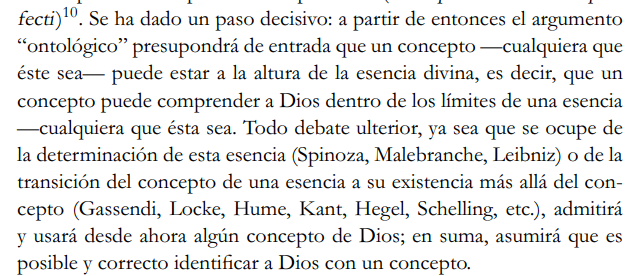 fecti)10. Se ha dado un paso decisivo: a partir de entonces el argumento
“ontológico” presupondrá de entrada que un concepto —cualquiera que
éste sea— puede estar a la altura de la esencia divina, es decir, que un
concepto puede comprender a Dios dentro de los límites de una esencia
—cualquiera que ésta sea. Todo debate ulterior, ya sea que se ocupe de
la determinación de esta esencia (Spinoza, Malebranche, Leibniz) o de la
transición del concepto de una esencia a su existencia más allá del con-
cepto (Gassendi, Locke, Hume, Kant, Hegel, Schelling, etc.), admitirá
y usará desde ahora algún concepto de Dios; en suma, asumirá que es
posible y correcto identificar a Dios con un concepto.